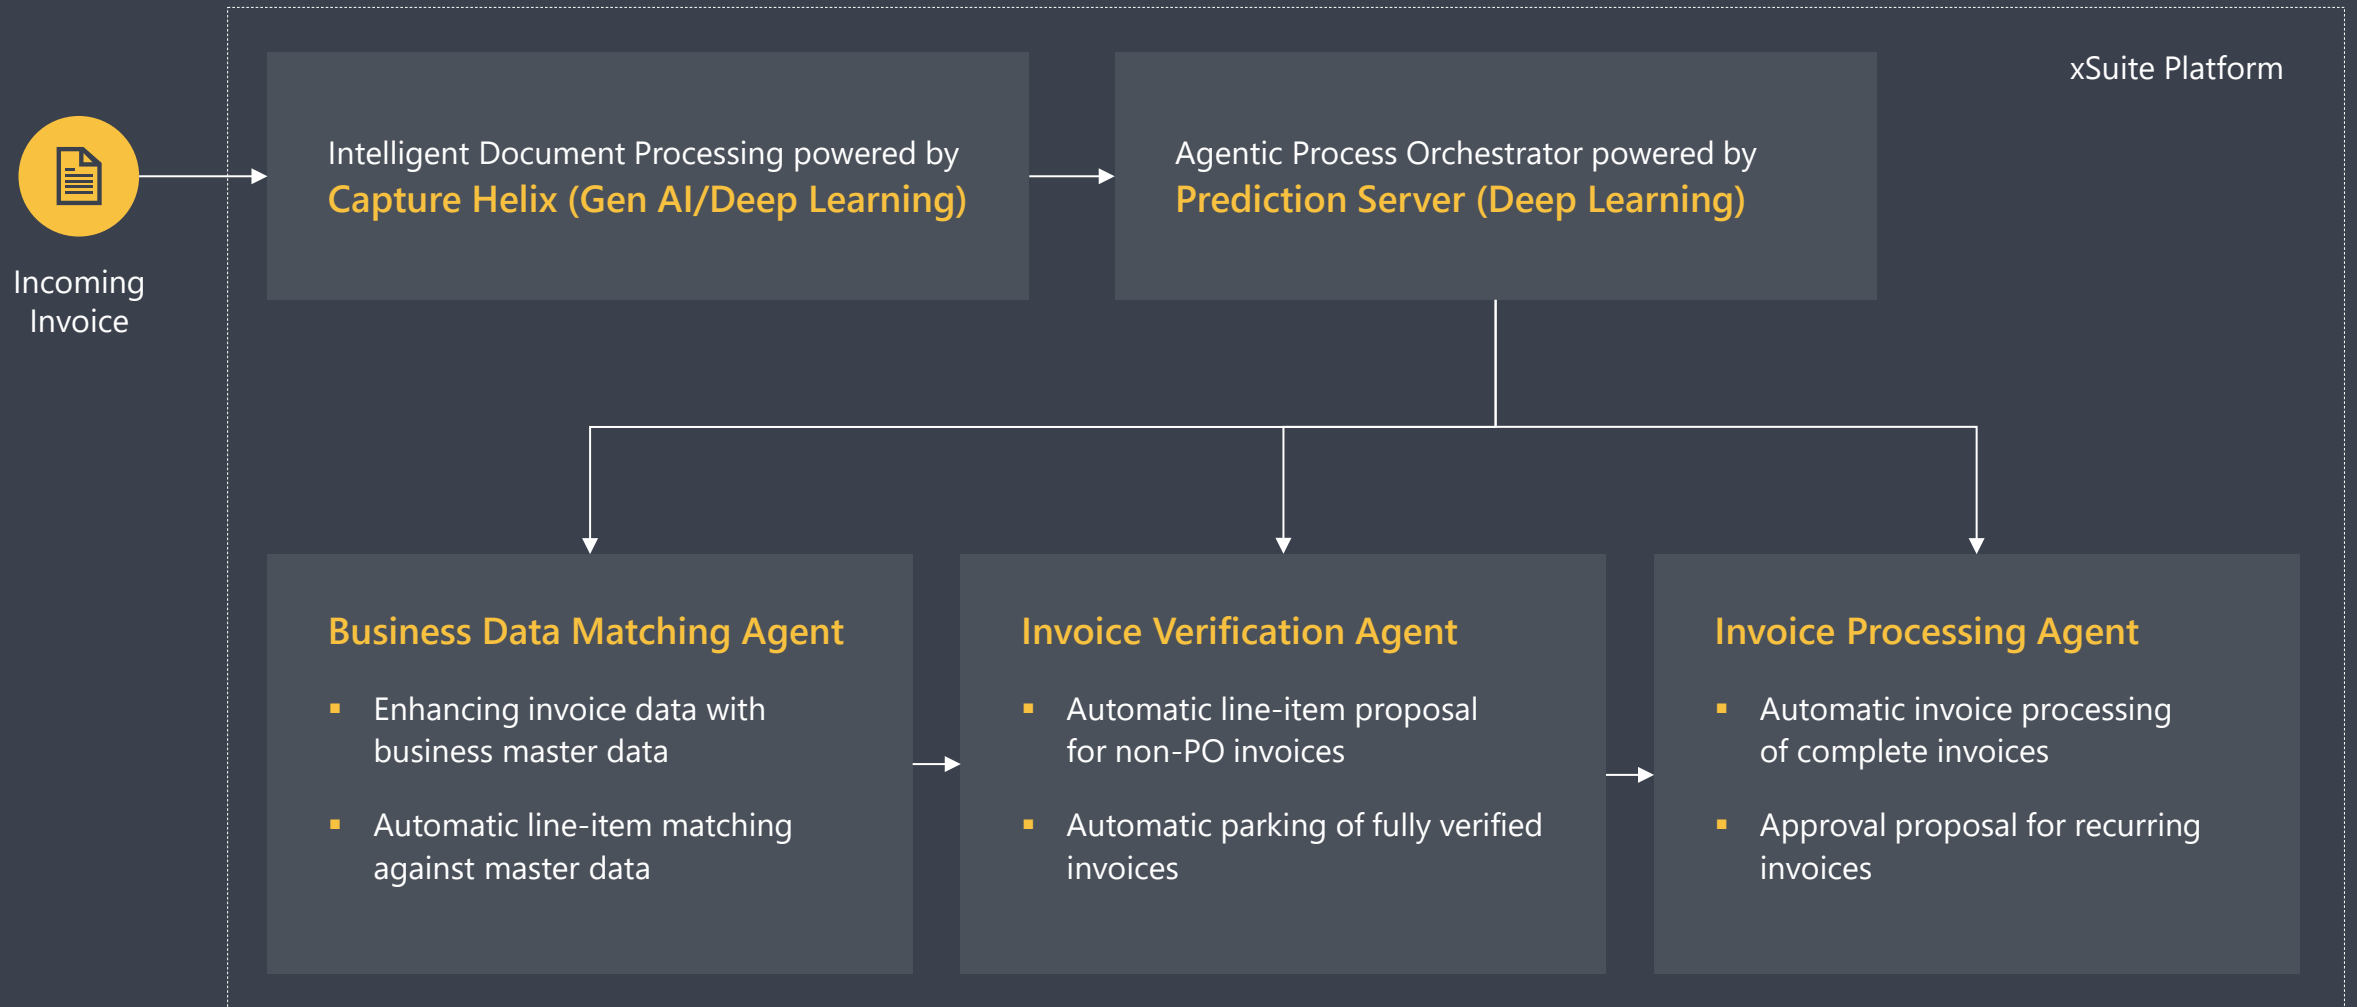 xSuite Platform
Incoming
Invoice
Intelligent Document Processing powered by
Capture Helix (Gen AI/Deep Learning)
Agentic Process Orchestrator powered by
Prediction Server (Deep Learning)
Business Data Matching Agent
▪ Enhancing invoice data with
business master data
▪ Automatic line-item matching
against master data
Invoice Verification Agent
▪ Automatic line-item proposal
for non-PO invoices
▪ Automatic parking of fully verified
invoices
Invoice Processing Agent
▪ Automatic invoice processing
of complete invoices
▪ Approval proposal for recurring
invoices